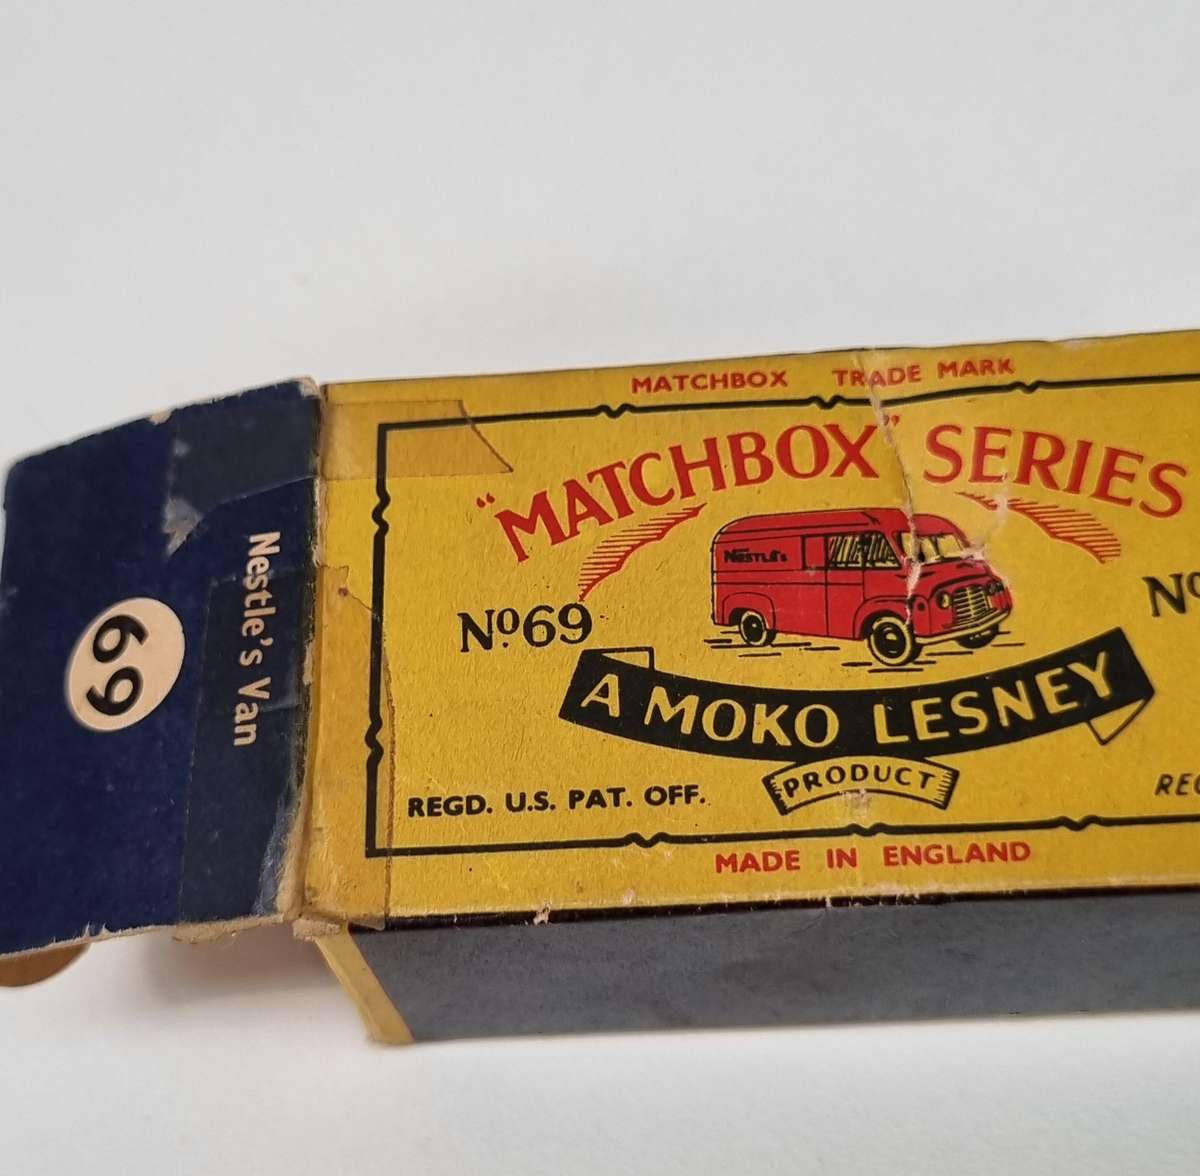 MATCHBOX TRADE MARK
"MATCHBOX" SERIES
NESTLÉ'S
Nº69
Nº
A MOKO LESNEY
PRODUCT
REGD. U.S. PAT. OFF.
MADE IN ENGLAND
Nestle's Van
69